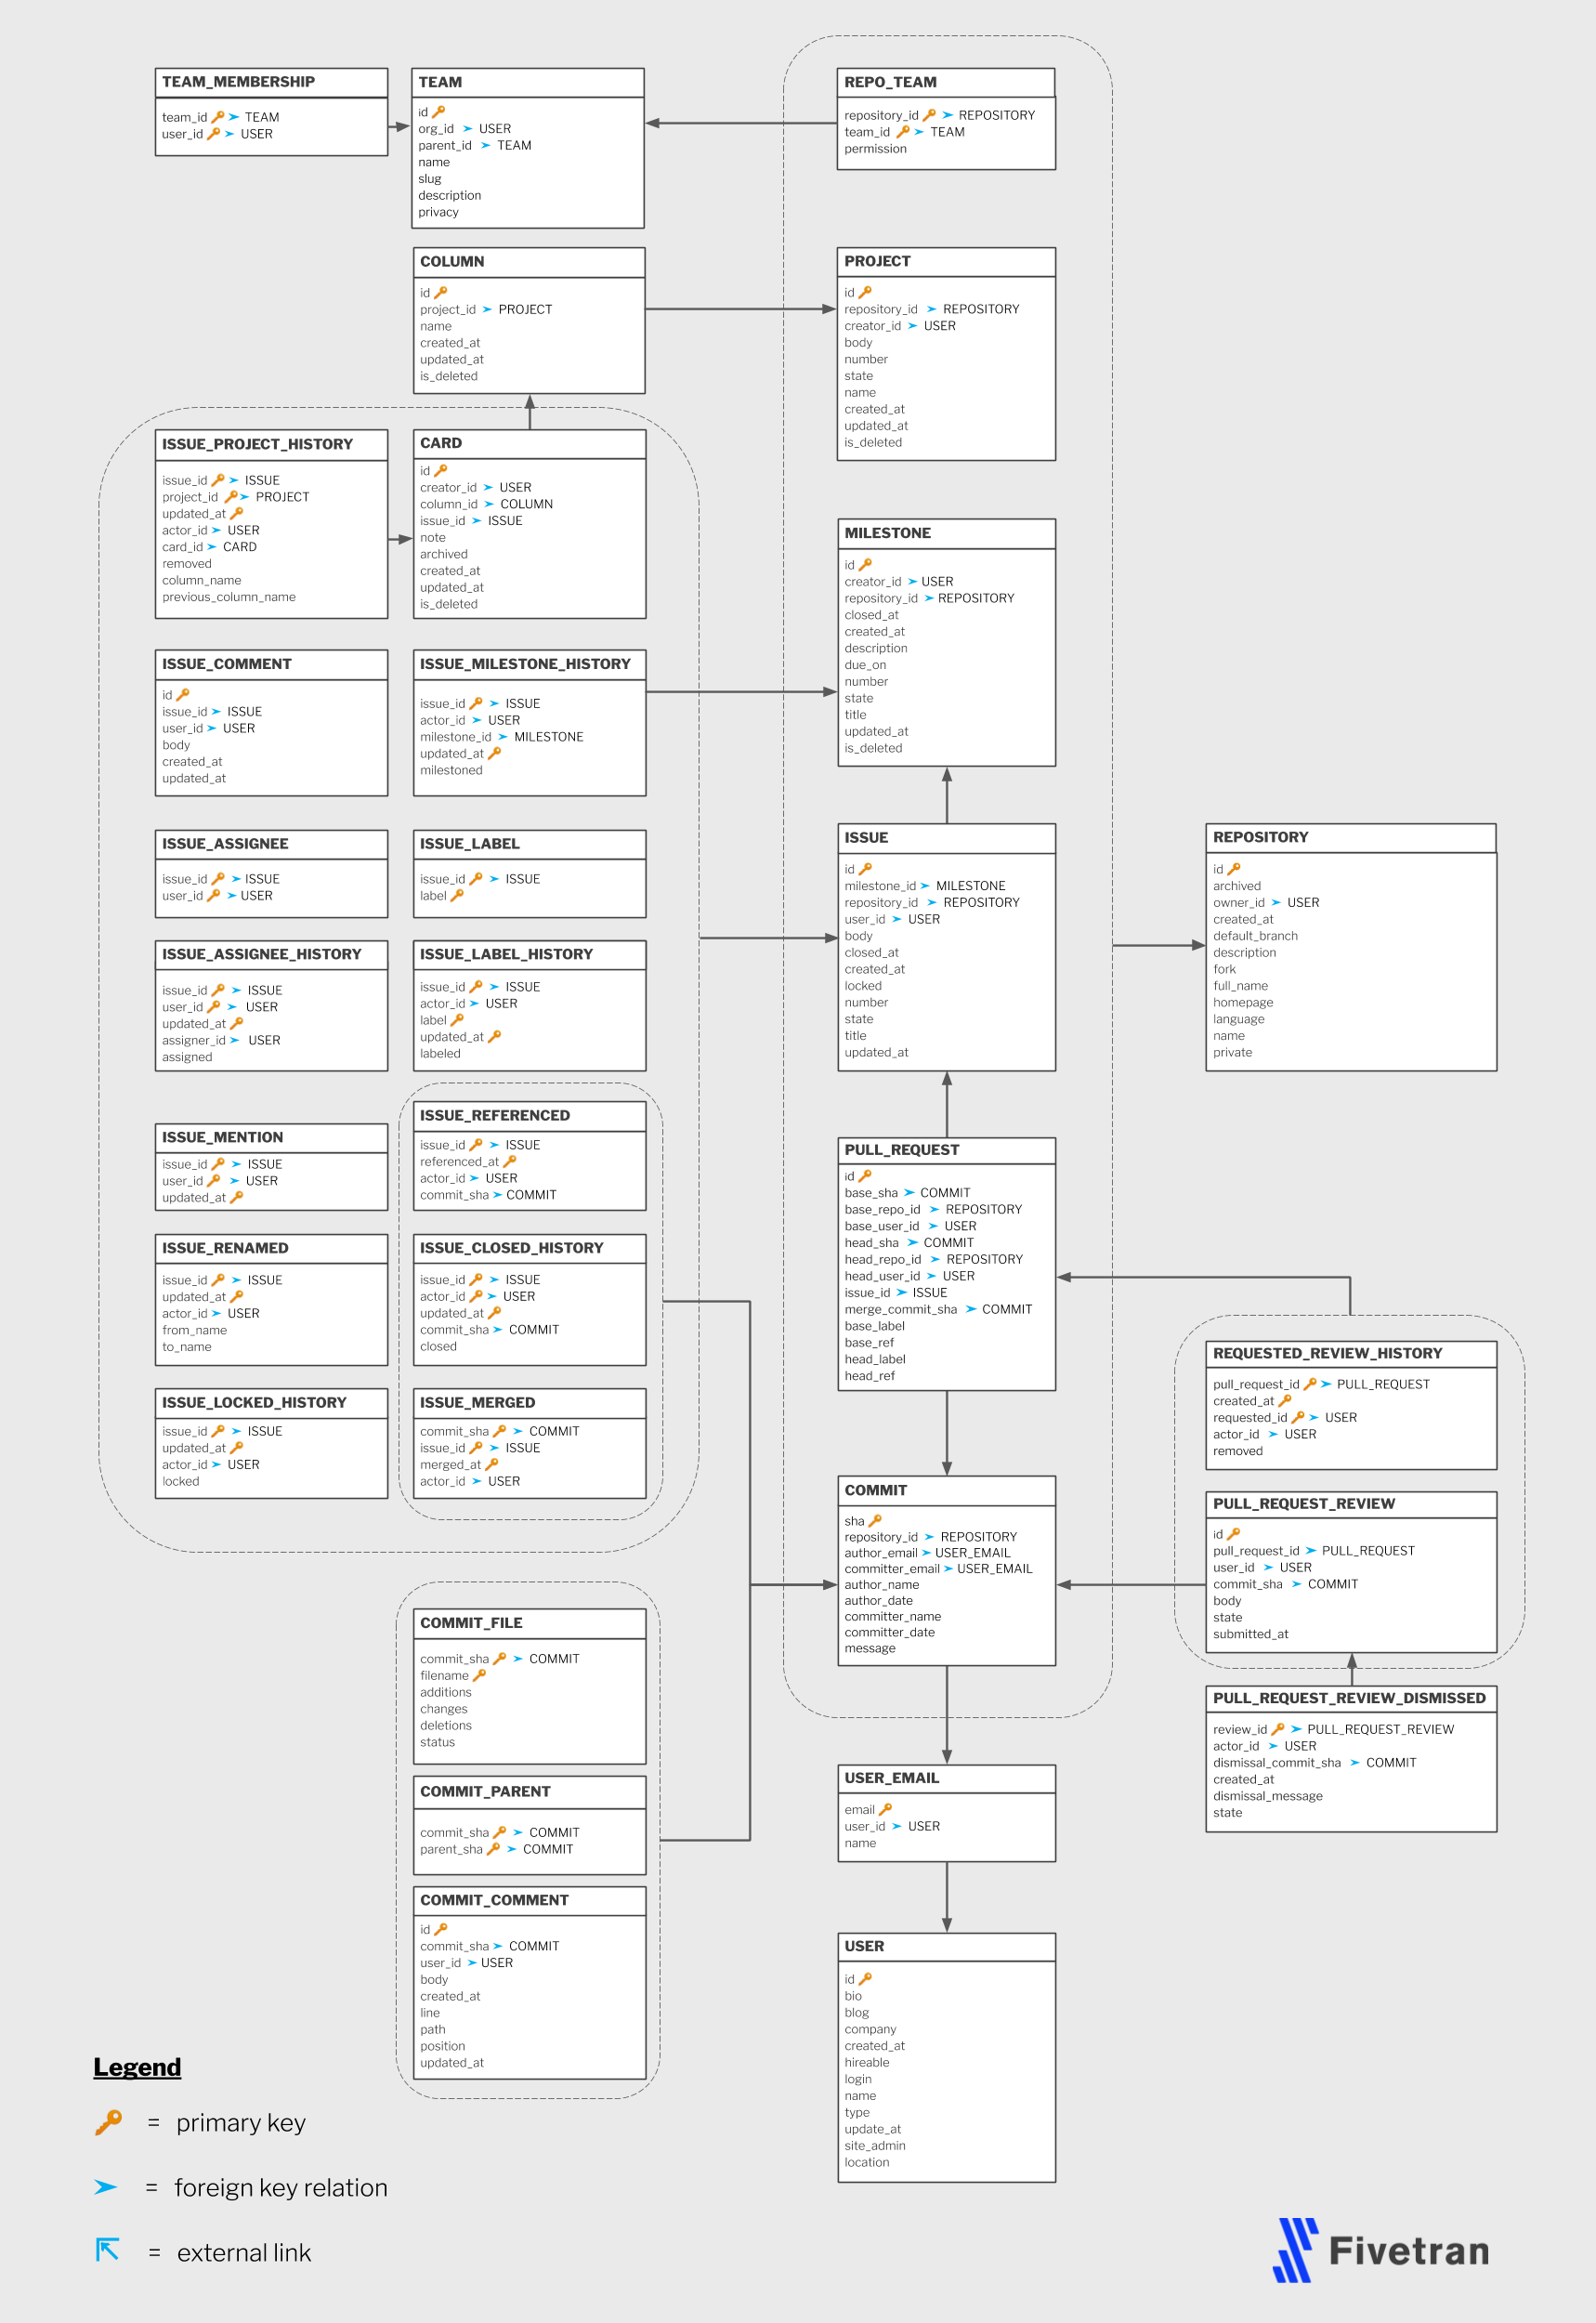 TEAM_MEMBERSHIP
team_id TEAM
user_id USER
TEAM
id
org_id USER
parent_id TEAM
name
slug
description
privacy
REPO_TEAM
repository_id REPOSITORY
team_id TEAM
permission
COLUMN
id
project_id PROJECT
name
created_at
updated_at
is_deleted
PROJECT
id
repository_id REPOSITORY
creator_id USER
body
number
state
name
created_at
updated_at
is_deleted
ISSUE_PROJECT_HISTORY
issue_id ISSUE
project_id PROJECT
updated_at
actor_id USER
card_id CARD
removed
column_name
previous_column_name
CARD
id
creator_id USER
column_id COLUMN
issue_id ISSUE
note
archived
created_at
updated_at
is_deleted
MILESTONE
id
creator_id USER
repository_id REPOSITORY
closed_at
created_at
description
due_on
number
state
title
updated_at
is_deleted
ISSUE_COMMENT
id
issue_id ISSUE
user_id USER
body
created_at
updated_at
ISSUE_MILESTONE_HISTORY
issue_id ISSUE
actor_id USER
milestone_id MILESTONE
updated_at
milestoned
ISSUE_ASSIGNEE
issue_id ISSUE
user_id USER
ISSUE_LABEL
issue_id ISSUE
label
ISSUE
id
milestone_id MILESTONE
repository_id REPOSITORY
user_id USER
body
closed_at
created_at
locked
number
state
title
updated_at
REPOSITORY
id
archived
owner_id USER
created_at
default_branch
description
fork
full_name
homepage
language
name
private
ISSUE_ASSIGNEE_HISTORY
issue_id ISSUE
user_id USER
updated_at
assigner_id USER
assigned
ISSUE_LABEL_HISTORY
issue_id ISSUE
actor_id USER
label
updated_at
labeled
ISSUE_MENTION
issue_id ISSUE
user_id USER
updated_at
ISSUE_REFERENCED
issue_id ISSUE
referenced_at
actor_id USER
commit_sha COMMIT
PULL_REQUEST
id
base_sha COMMIT
base_repo_id REPOSITORY
base_user_id USER
head_sha COMMIT
head_repo_id REPOSITORY
head_user_id USER
issue_id ISSUE
merge_commit_sha COMMIT
base_label
base_ref
head_label
head_ref
ISSUE_RENAMED
issue_id ISSUE
updated_at
actor_id USER
from_name
to_name
ISSUE_CLOSED_HISTORY
issue_id ISSUE
actor_id USER
updated_at
commit_sha COMMIT
closed
REQUESTED_REVIEW_HISTORY
pull_request_id PULL_REQUEST
created_at
requested_id USER
actor_id USER
removed
ISSUE_LOCKED_HISTORY
issue_id ISSUE
updated_at
actor_id USER
locked
ISSUE_MERGED
commit_sha COMMIT
issue_id ISSUE
merged_at
actor_id USER
COMMIT
sha
repository_id REPOSITORY
author_email USER_EMAIL
committer_email USER_EMAIL
author_name
author_date
committer_name
committer_date
message
PULL_REQUEST_REVIEW
id
pull_request_id PULL_REQUEST
user_id USER
commit_sha COMMIT
body
state
submitted_at
COMMIT_FILE
commit_sha COMMIT
filename
additions
changes
deletions
status
PULL_REQUEST_REVIEW_DISMISSED
review_id PULL_REQUEST_REVIEW
actor_id USER
dismissal_commit_sha COMMIT
created_at
dismissal_message
state
COMMIT_PARENT
commit_sha COMMIT
parent_sha COMMIT
USER_EMAIL
email
user_id USER
name
COMMIT_COMMENT
id
commit_sha COMMIT
user_id USER
body
created_at
line
path
position
updated_at
USER
id
bio
blog
company
created_at
hireable
login
name
type
update_at
site_admin
location
Legend
= primary key
= foreign key relation
= external link
Fivetran